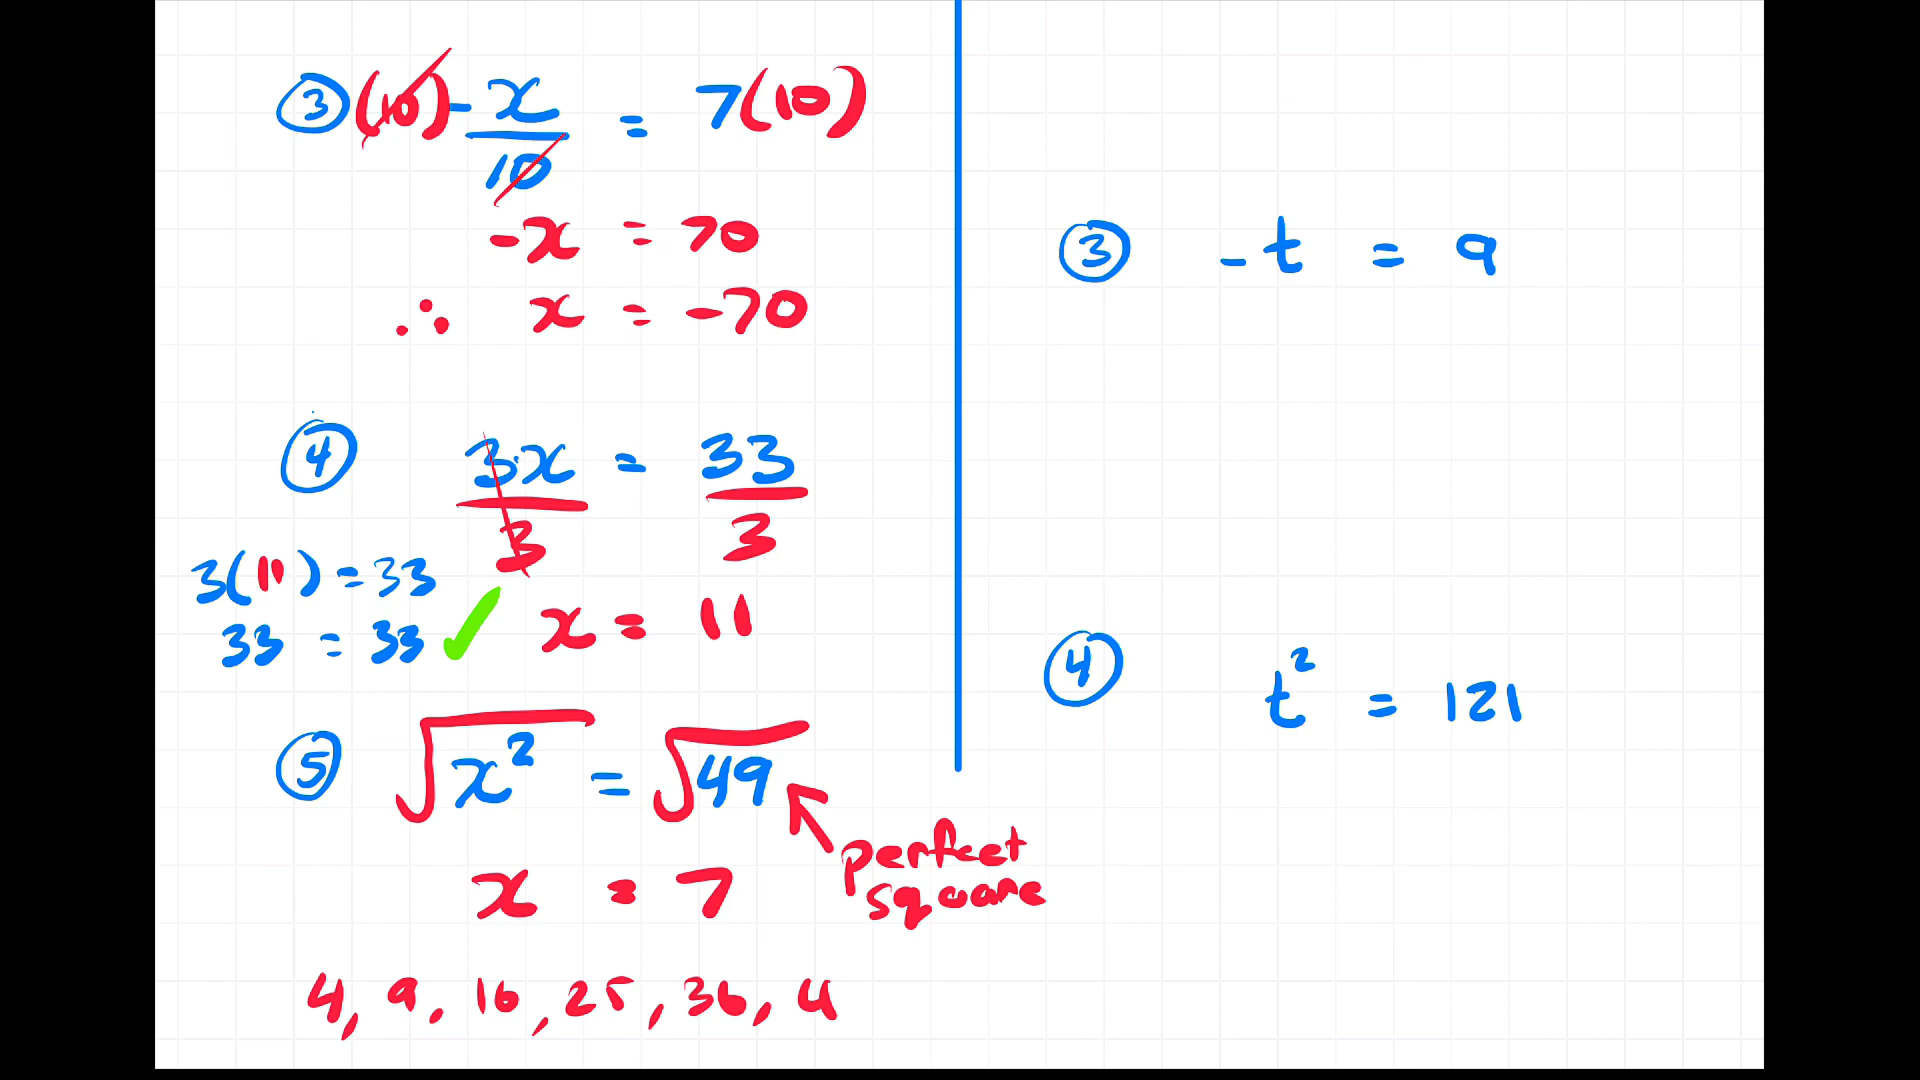 ③ (10) -x/10 = 7(10)
-x = 70
∴ x = -70
④ 3·x/3 = 33/3
3(11) = 33
33 = 33 ✓ x = 11
⑤ √x² = √49
perfect
square
x = 7
4, 9, 16, 25, 36, 4
③ -t = 9
④ t² = 121